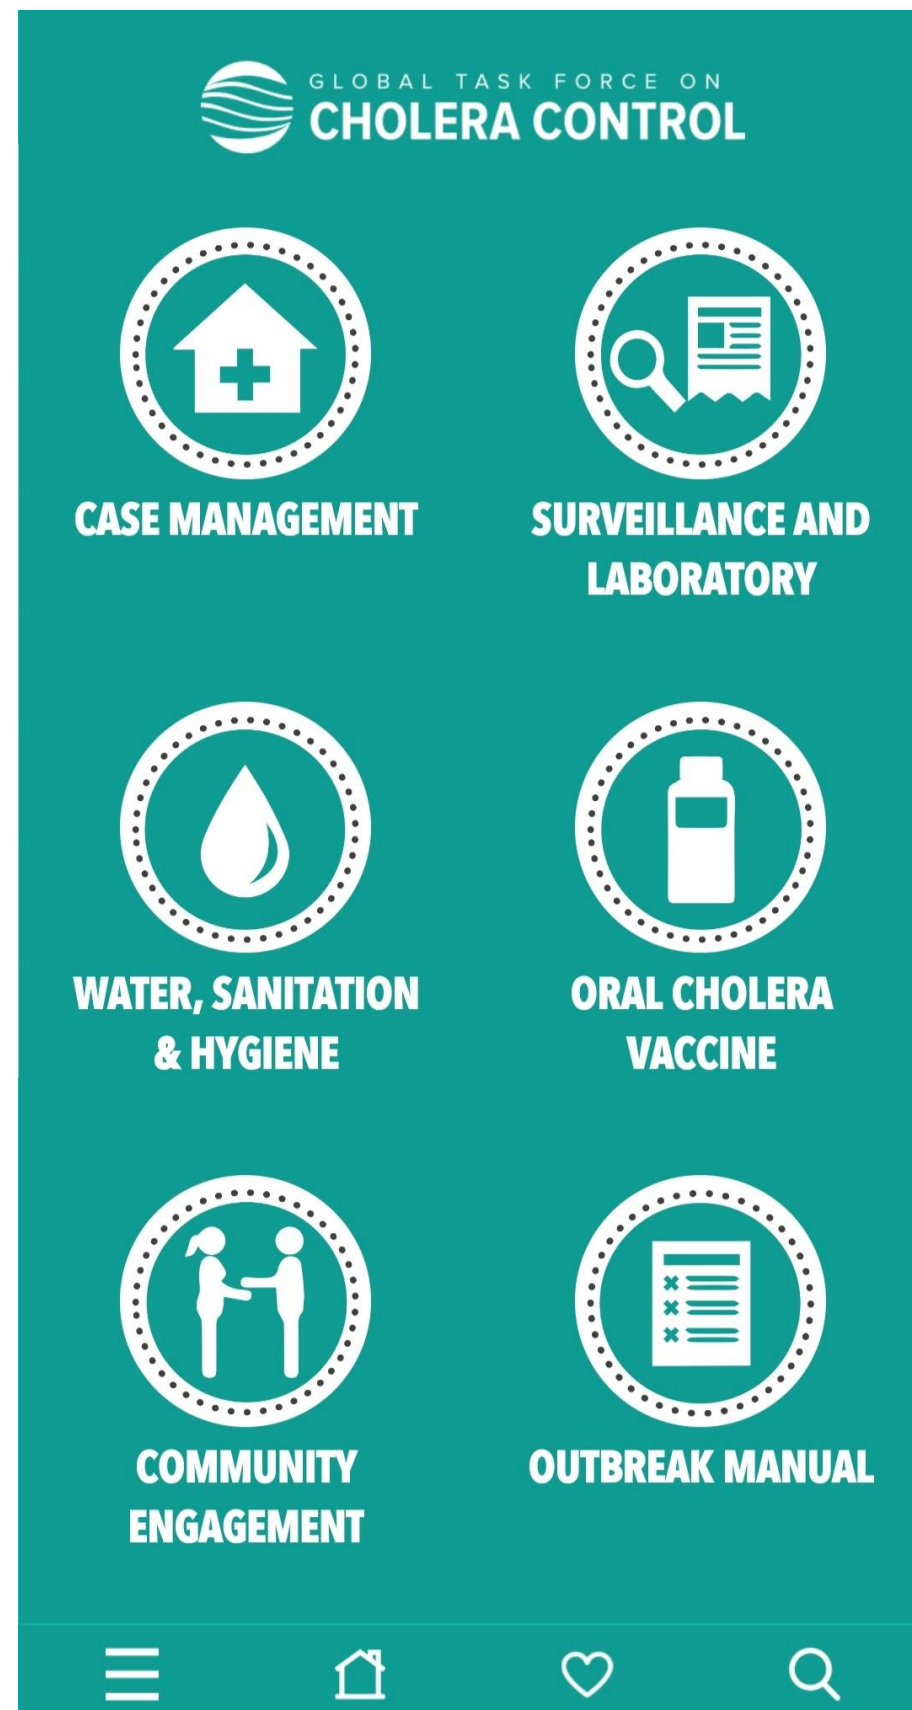 GLOBAL TASK FORCE ON
CHOLERA CONTROL
CASE MANAGEMENT
SURVEILLANCE AND
LABORATORY
WATER, SANITATION
& HYGIENE
ORAL CHOLERA
VACCINE
COMMUNITY
ENGAGEMENT
OUTBREAK MANUAL